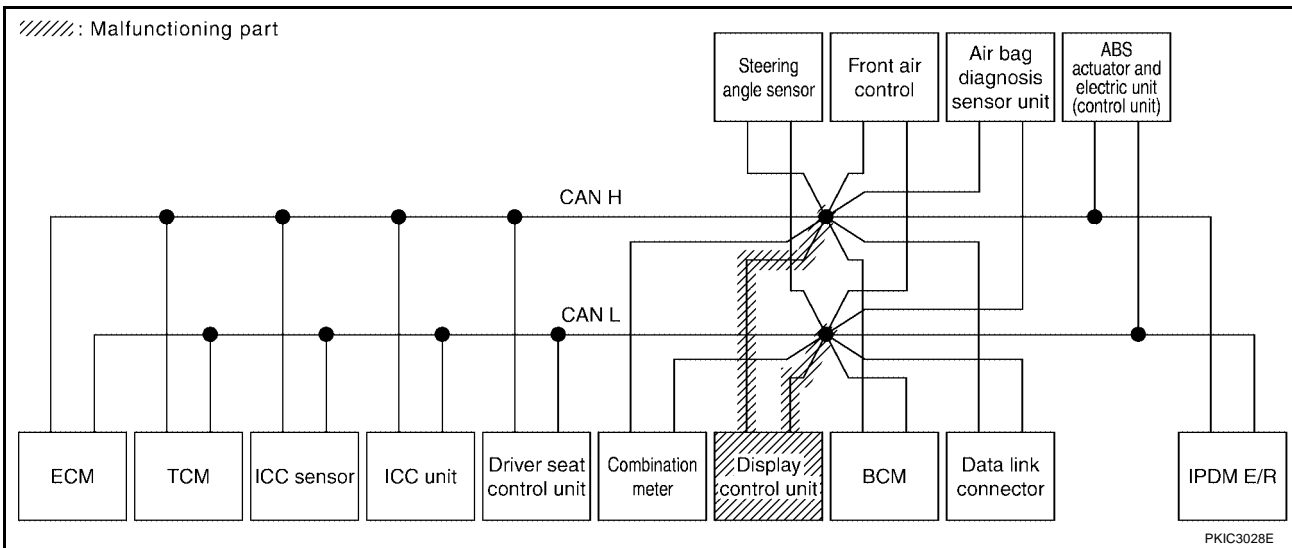 : Malfunctioning part
Steering
angle sensor
Front air
control
Air bag
diagnosis
sensor unit
ABS
actuator and
electric unit
(control unit)
CAN H
CAN L
ECM
TCM
ICC sensor
ICC unit
Driver seat
control unit
Combination
meter
Display
control unit
BCM
Data link
connector
IPDM E/R
PKIC3028E